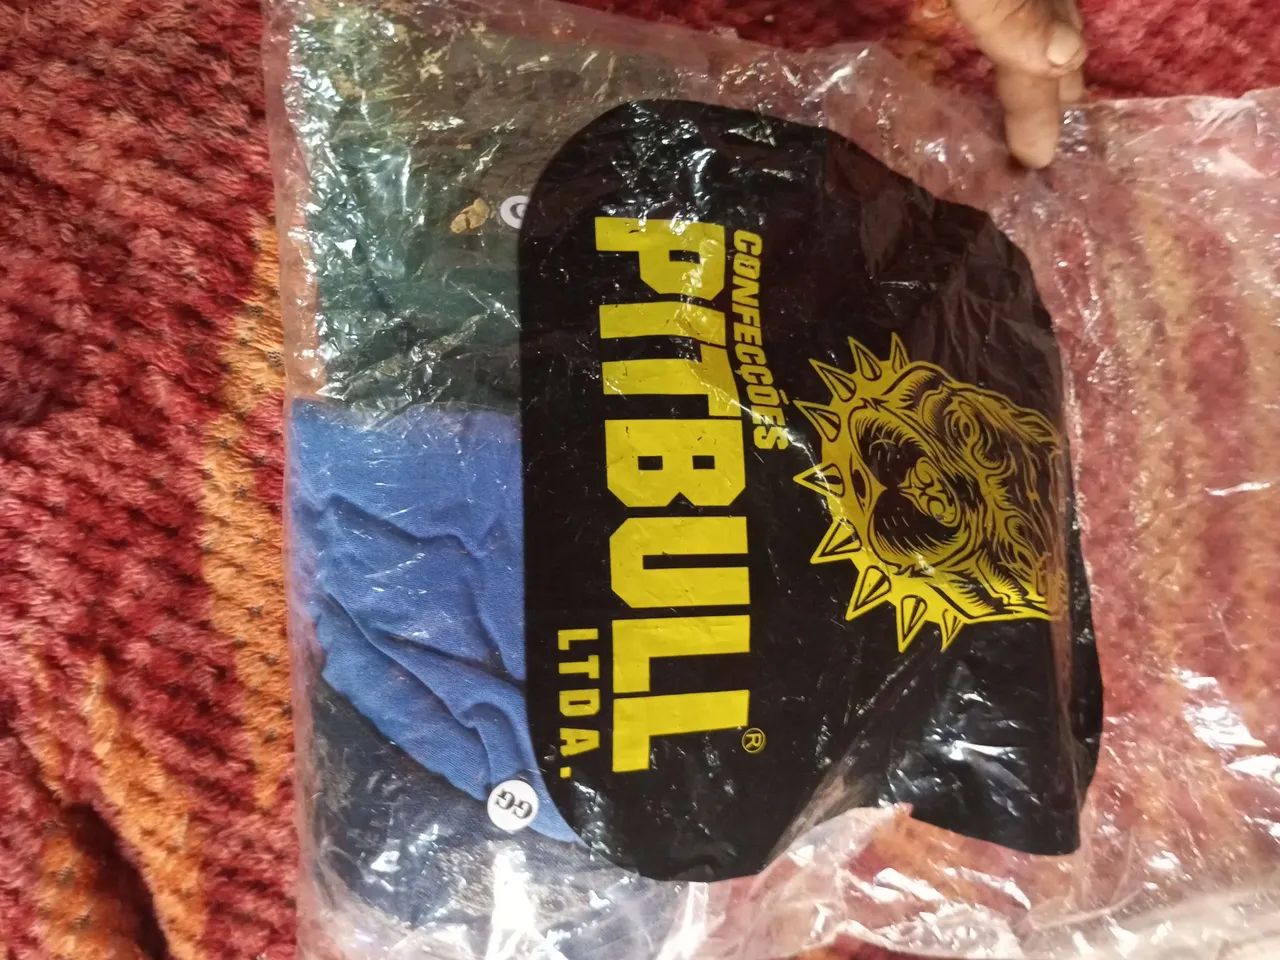 CONFECÇÕES
PITBULL®
LTDA.
G
GG